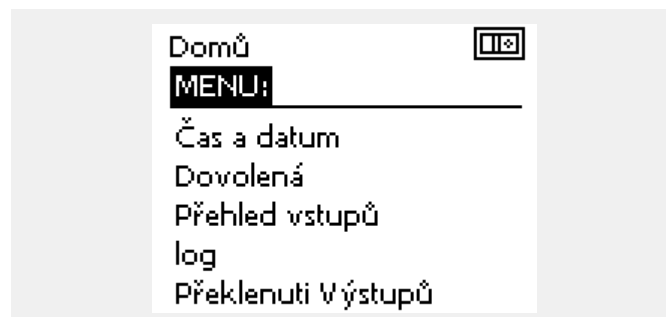 Domů
MENU:
Čas a datum
Dovolená
Přehled vstupů
log
Překlenuti Výstupů